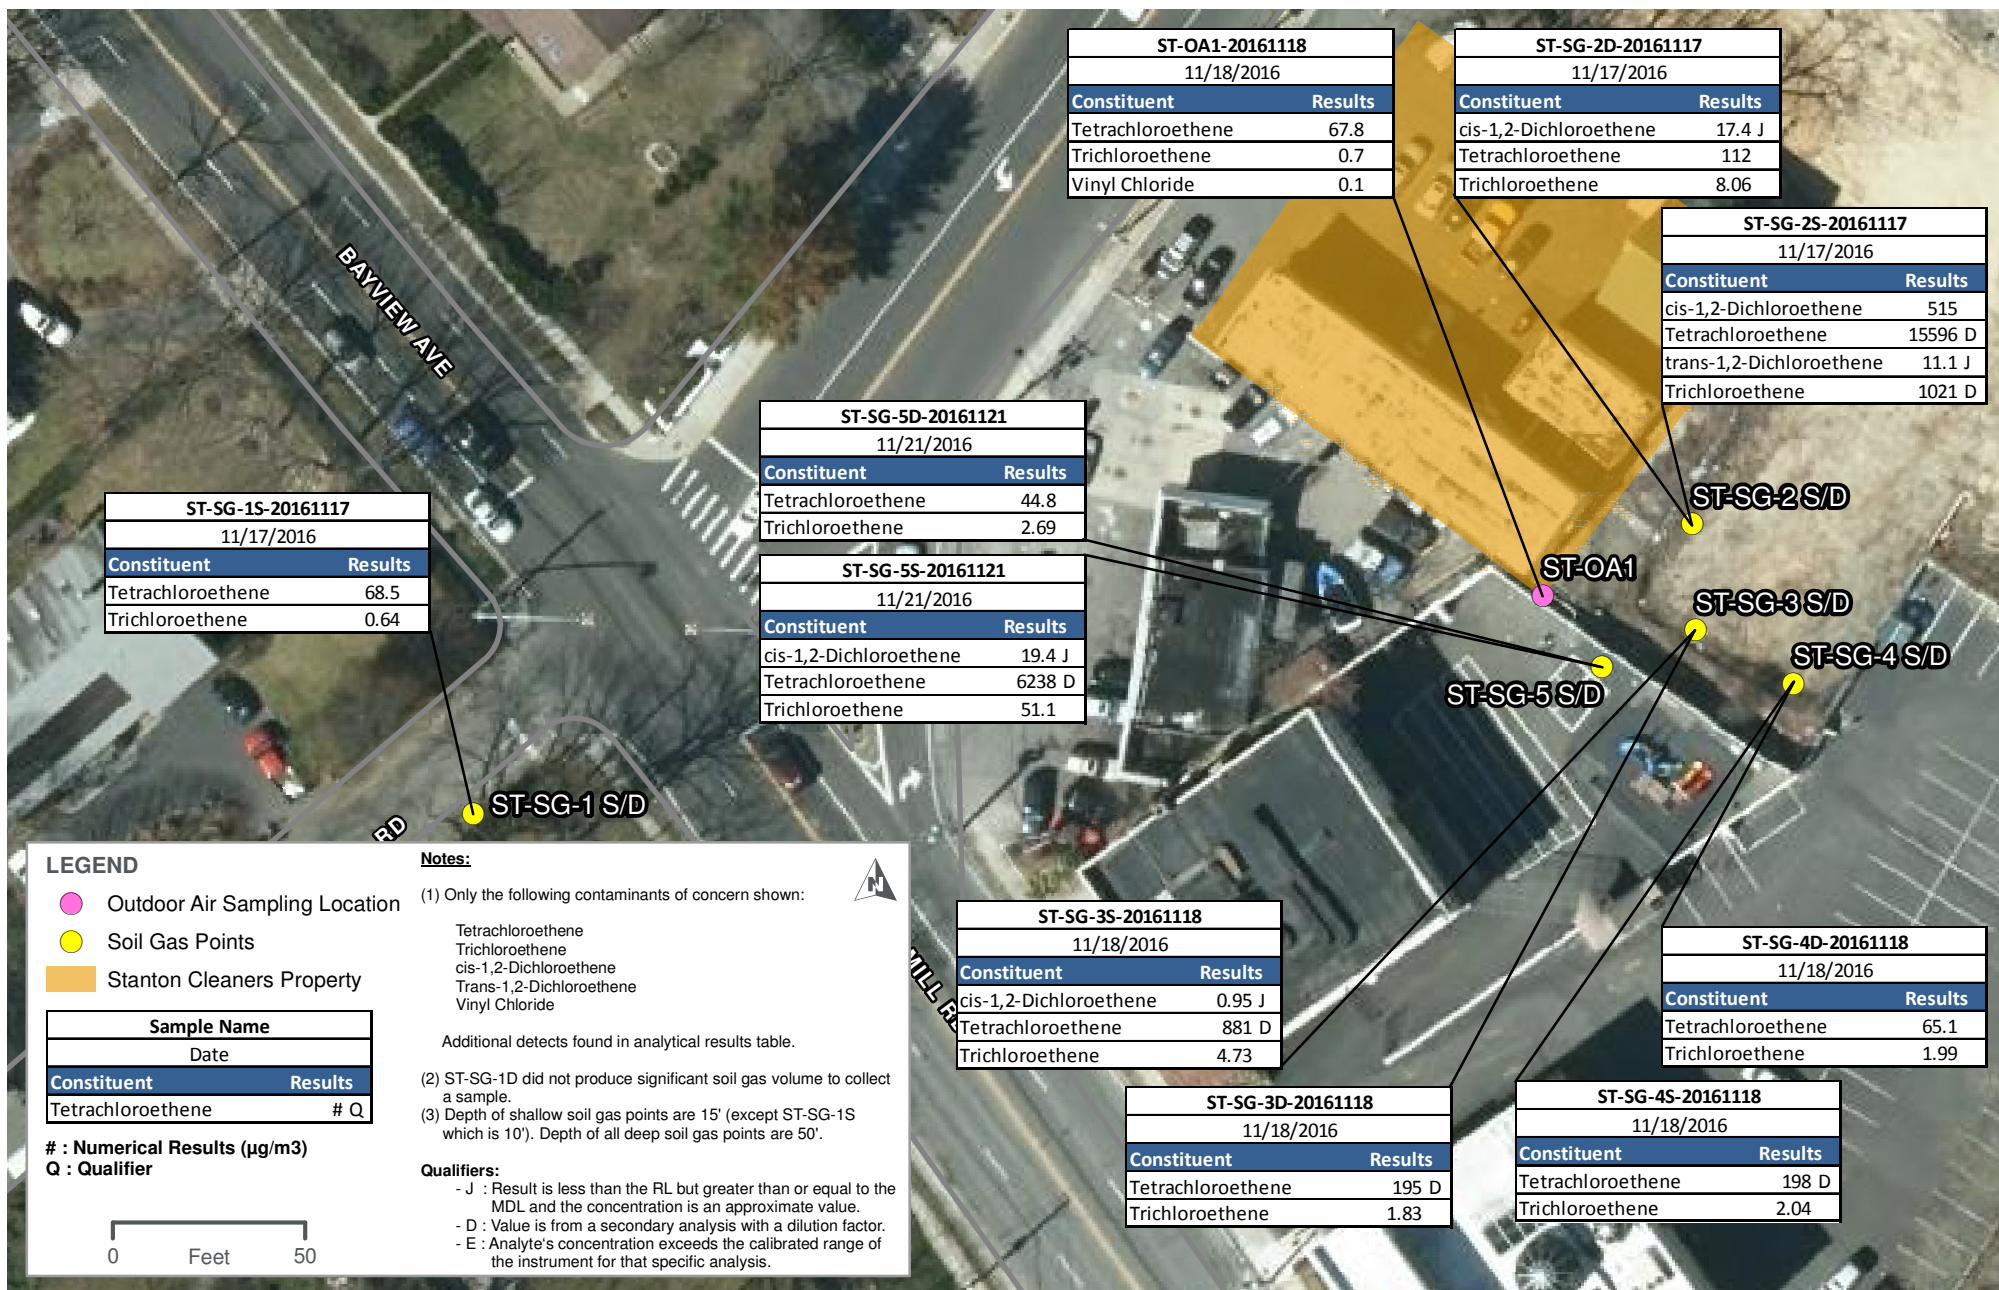 ST-OA1-20161118
11/18/2016
Constituent Results
Tetrachloroethene 67.8
Trichloroethene 0.7
Vinyl Chloride 0.1
ST-SG-2D-20161117
11/17/2016
Constituent Results
cis-1,2-Dichloroethene 17.4 J
Tetrachloroethene 112
Trichloroethene 8.06
ST-SG-2S-20161117
11/17/2016
Constituent Results
cis-1,2-Dichloroethene 515
Tetrachloroethene 15596 D
trans-1,2-Dichloroethene 11.1 J
Trichloroethene 1021 D
BAYVIEW AVE
ST-SG-5D-20161121
11/21/2016
Constituent Results
Tetrachloroethene 44.8
Trichloroethene 2.69
ST-SG-1S-20161117
11/17/2016
Constituent Results
Tetrachloroethene 68.5
Trichloroethene 0.64
ST-SG-5S-20161121
11/21/2016
Constituent Results
cis-1,2-Dichloroethene 19.4 J
Tetrachloroethene 6238 D
Trichloroethene 51.1
ST-SG-2 S/D
ST-OA1
ST-SG-3 S/D
ST-SG-4 S/D
ST-SG-5 S/D
ST-SG-1 S/D
RD
MILL R
ST-SG-3S-20161118
11/18/2016
Constituent Results
cis-1,2-Dichloroethene 0.95 J
Tetrachloroethene 881 D
Trichloroethene 4.73
ST-SG-4D-20161118
11/18/2016
Constituent Results
Tetrachloroethene 65.1
Trichloroethene 1.99
ST-SG-3D-20161118
11/18/2016
Constituent Results
Tetrachloroethene 195 D
Trichloroethene 1.83
ST-SG-4S-20161118
11/18/2016
Constituent Results
Tetrachloroethene 198 D
Trichloroethene 2.04
LEGEND
Outdoor Air Sampling Location
Soil Gas Points
Stanton Cleaners Property
Sample Name
Date
Constituent Results
Tetrachloroethene # Q
# : Numerical Results (µg/m3)
Q : Qualifier
0 Feet 50
Notes:
(1) Only the following contaminants of concern shown:
Tetrachloroethene
Trichloroethene
cis-1,2-Dichloroethene
Trans-1,2-Dichloroethene
Vinyl Chloride
Additional detects found in analytical results table.
(2) ST-SG-1D did not produce significant soil gas volume to collect
a sample.
(3) Depth of shallow soil gas points are 15' (except ST-SG-1S
which is 10'). Depth of all deep soil gas points are 50'.
Qualifiers:
- J : Result is less than the RL but greater than or equal to the
MDL and the concentration is an approximate value.
- D : Value is from a secondary analysis with a dilution factor.
- E : Analyte's concentration exceeds the calibrated range of
the instrument for that specific analysis.
N